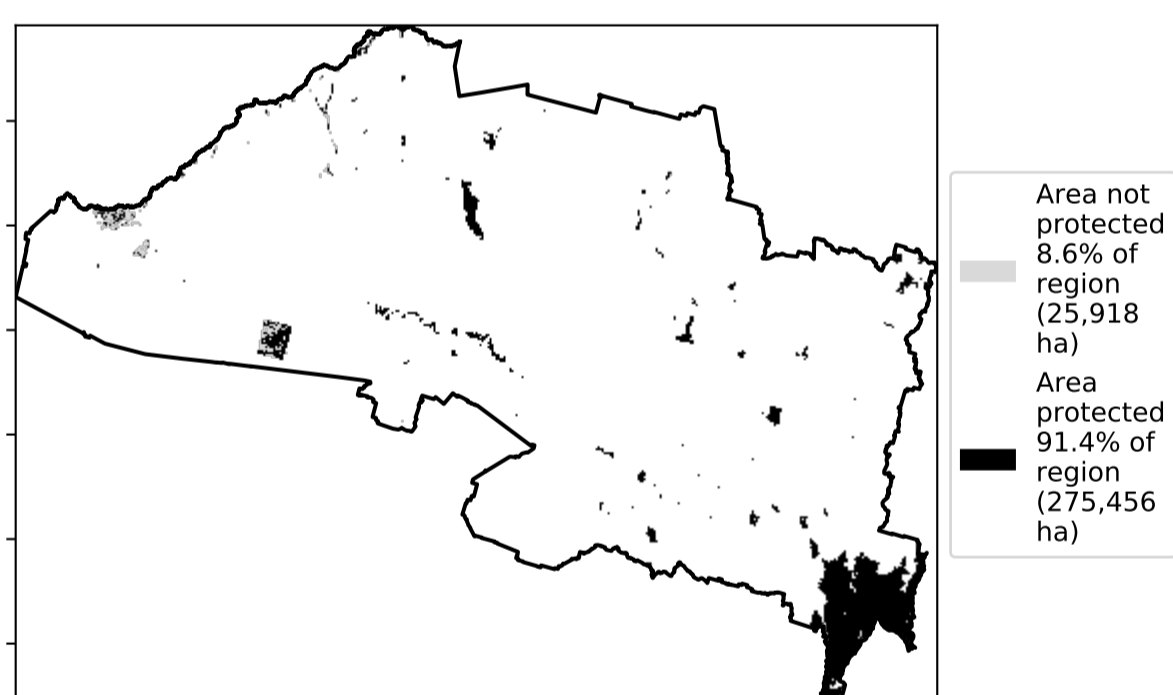 Area not
protected
8.6% of
region
(25,918
ha)
Area
protected
91.4% of
region
(275,456
ha)